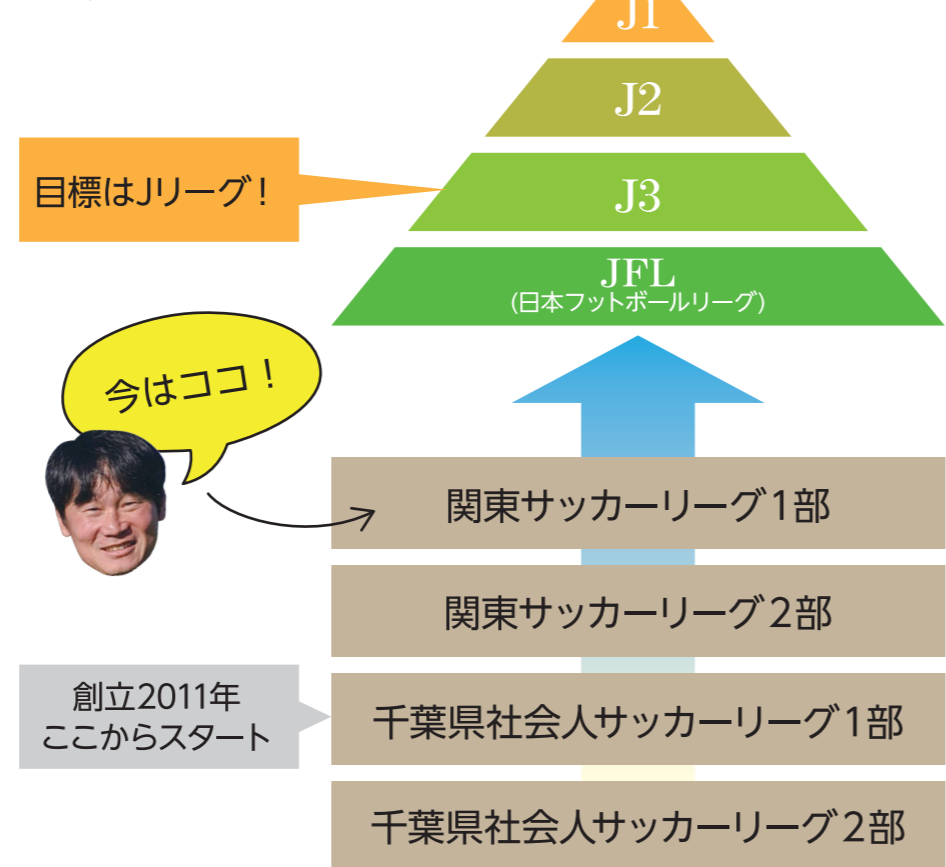 J1
J2
目標はJリーグ!
J3
JFL
(日本フットボールリーグ)
今はココ!
関東サッカーリーグ1部
関東サッカーリーグ2部
創立2011年
ここからスタート
千葉県社会人サッカーリーグ1部
千葉県社会人サッカーリーグ2部